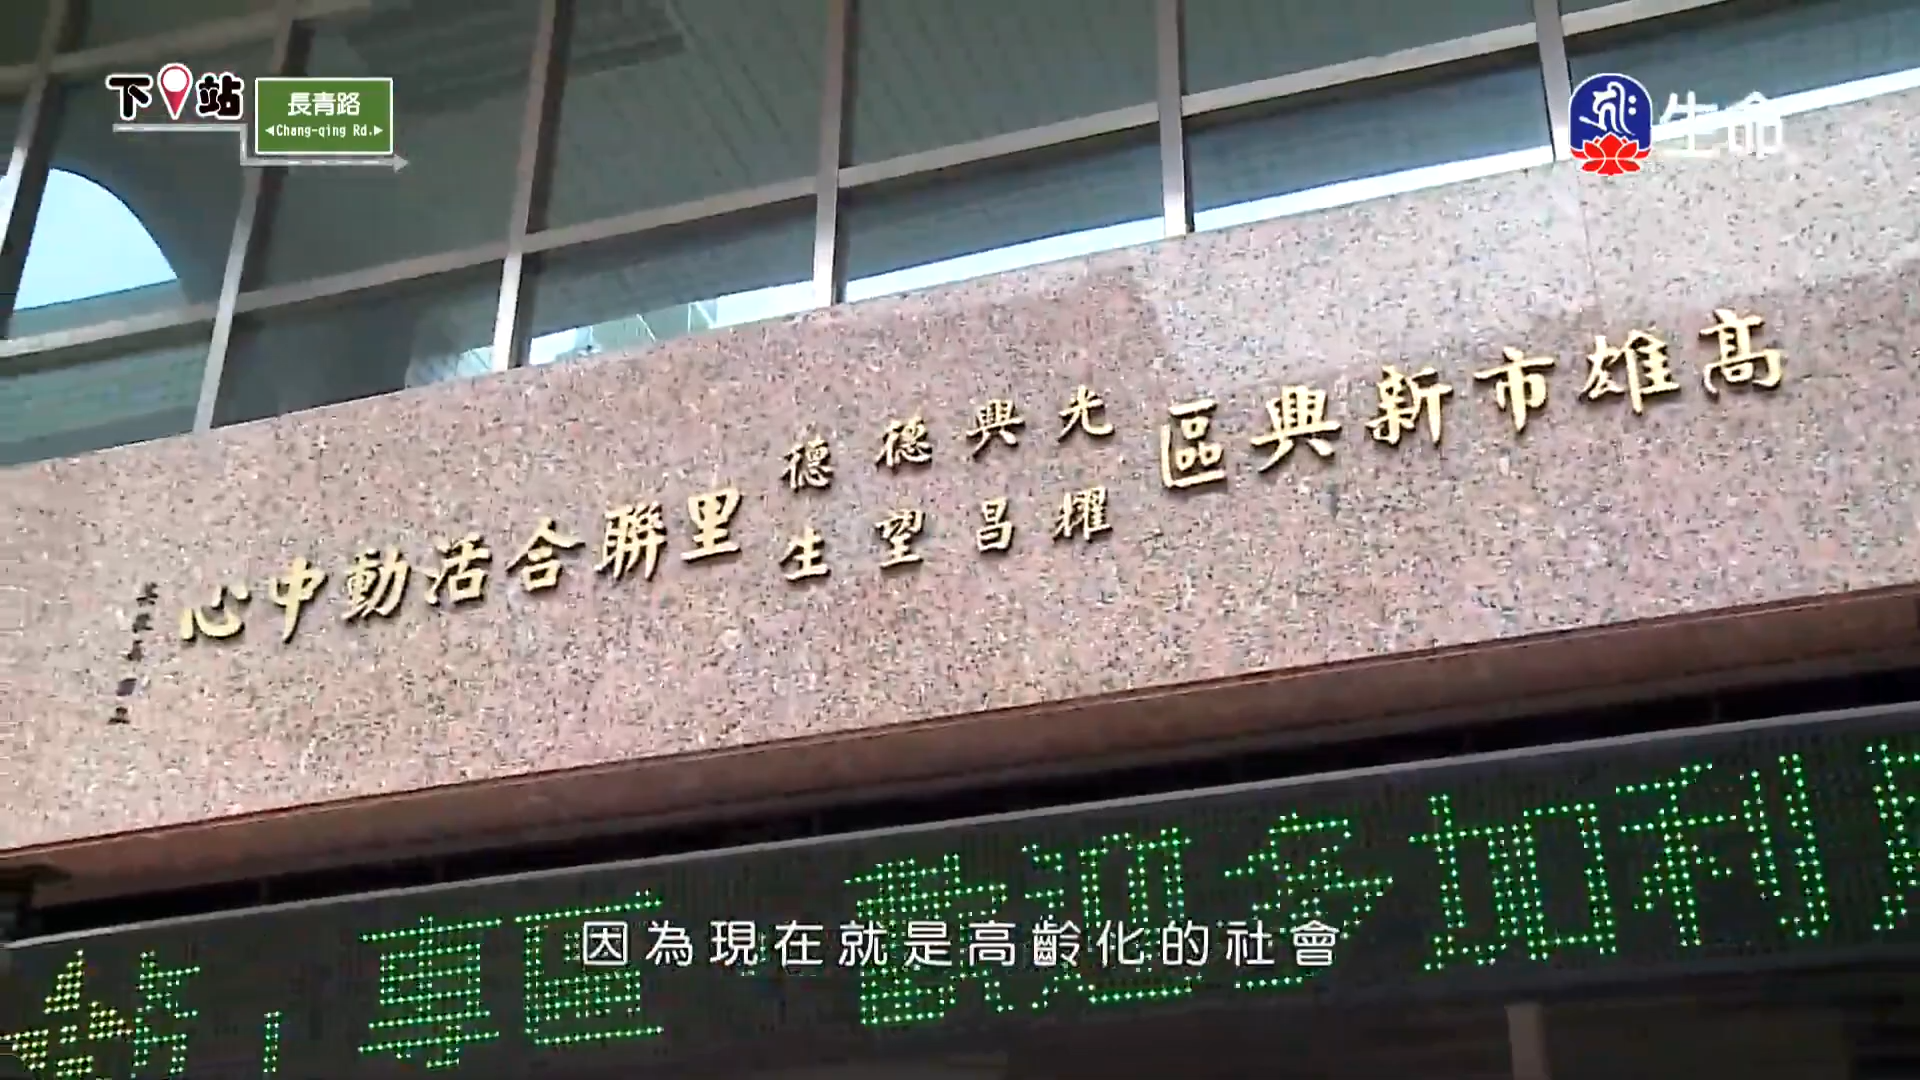 下站
長青路
Chang-qing Rd.
生命
高雄市新興區
光興德德
耀昌望生
里聯合活動中心
站」專區 歡迎多加利
因為現在就是高齡化的社會